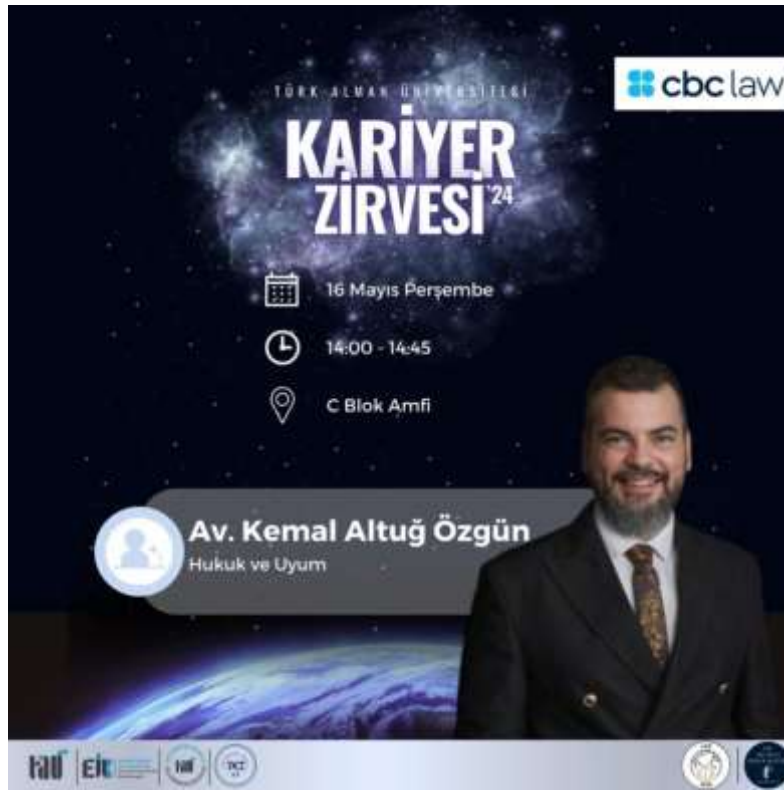 TÜRK ALMAN ÜNİVERSİTESİ
cbc law
KARİYER
ZİRVESİ '24
16 Mayıs Perşembe
14:00 - 14:45
C Blok Amfi
Av. Kemal Altuğ Özgün
Hukuk ve Uyum